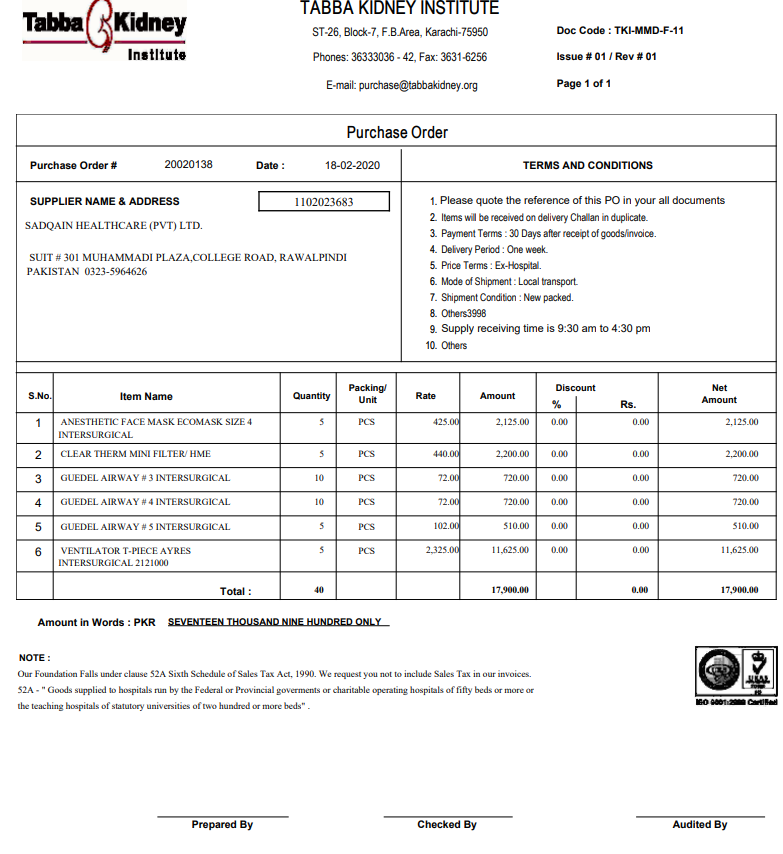 Tabba Kidney
Institute
TABBA KIDNEY INSTITUTE
ST-26, Block-7, F.B.Area, Karachi-75950
Phones: 36333036 - 42, Fax: 3631-6256
E-mail: purchase@tabbakidney.org
Doc Code : TKI-MMD-F-11
Issue # 01 / Rev # 01
Page 1 of 1
Purchase Order
Purchase Order # 20020138 Date : 18-02-2020
SUPPLIER NAME & ADDRESS 1102023683
SADQAIN HEALTHCARE (PVT) LTD.
SUIT # 301 MUHAMMADI PLAZA,COLLEGE ROAD, RAWALPINDI
PAKISTAN 0323-5964626
TERMS AND CONDITIONS
1. Please quote the reference of this PO in your all documents
2. Items will be received on delivery Challan in duplicate.
3. Payment Terms : 30 Days after receipt of goods/invoice.
4. Delivery Period : One week.
5. Price Terms : Ex-Hospital.
6. Mode of Shipment : Local transport.
7. Shipment Condition : New packed.
8. Others3998
9. Supply receiving time is 9:30 am to 4:30 pm
10. Others
S.No. Item Name Quantity Packing/ Unit Rate Amount Discount % Rs. Net Amount
1 ANESTHETIC FACE MASK ECOMASK SIZE 4 5 PCS 425.00 2,125.00 0.00 0.00 2,125.00
INTERSURGICAL
2 CLEAR THERM MINI FILTER/ HME 5 PCS 440.00 2,200.00 0.00 0.00 2,200.00
3 GUEDEL AIRWAY # 3 INTERSURGICAL 10 PCS 72.00 720.00 0.00 0.00 720.00
4 GUEDEL AIRWAY # 4 INTERSURGICAL 10 PCS 72.00 720.00 0.00 0.00 720.00
5 GUEDEL AIRWAY # 5 INTERSURGICAL 5 PCS 102.00 510.00 0.00 0.00 510.00
6 VENTILATOR T-PIECE AYRES 5 PCS 2,325.00 11,625.00 0.00 0.00 11,625.00
INTERSURGICAL 2121000
Total : 40 17,900.00 0.00 17,900.00
Amount in Words : PKR SEVENTEEN THOUSAND NINE HUNDRED ONLY
NOTE :
Our Foundation Falls under clause 52A Sixth Schedule of Sales Tax Act, 1990. We request you not to include Sales Tax in our invoices.
52A - " Goods supplied to hospitals run by the Federal or Provincial goverments or charitable operating hospitals of fifty beds or more or
the teaching hospitals of statutory universities of two hundred or more beds" .
UKAS
ISO 9001:2000 Certified
Prepared By
Checked By
Audited By